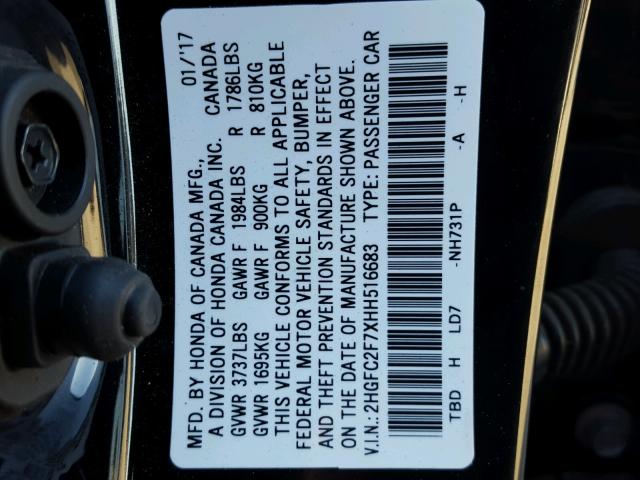 MFD. BY HONDA OF CANADA MFG., 01/'17
A DIVISION OF HONDA CANADA INC. CANADA
GVWR 3737LBS GAWR F 1984LBS R 1786LBS
GVWR 1695KG GAWR F 900KG R 810KG
THIS VEHICLE CONFORMS TO ALL APPLICABLE
FEDERAL MOTOR VEHICLE SAFETY, BUMPER,
AND THEFT PREVENTION STANDARDS IN EFFECT
ON THE DATE OF MANUFACTURE SHOWN ABOVE.
V.I.N.: 2HGFC2F7XHH516683 TYPE: PASSENGER CAR
TBD H LD7 -NH731P -A -H